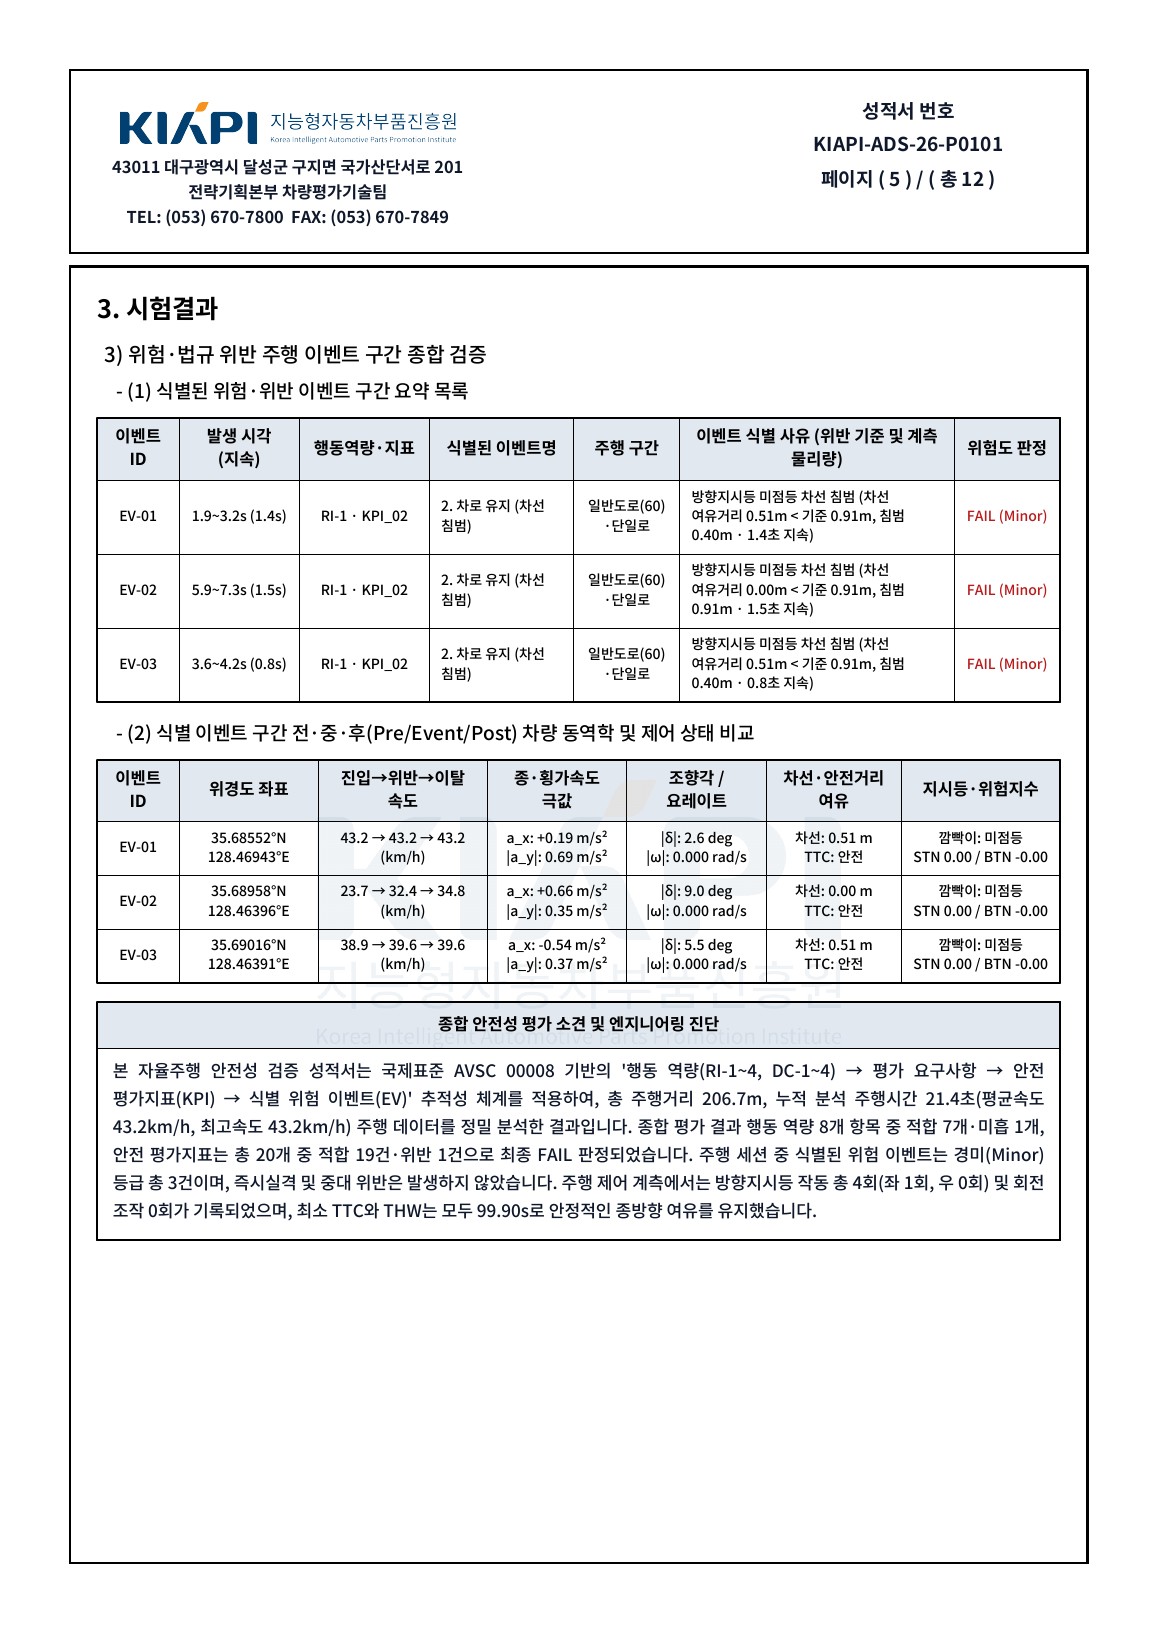 KIAPI 지능형자동차부품진흥원
Korea Intelligent Automotive Parts Promotion Institute
43011 대구광역시 달성군 구지면 국가산단서로 201
전략기획본부 차량평가기술팀
TEL: (053) 670-7800 FAX: (053) 670-7849
성적서 번호
KIAPI-ADS-26-P0101
페이지 ( 5 ) / ( 총 12 )
3. 시험결과
3) 위험·법규 위반 주행 이벤트 구간 종합 검증
- (1) 식별된 위험·위반 이벤트 구간 요약 목록
이벤트
ID
발생 시각
(지속)
행동역량·지표
식별된 이벤트명
주행 구간
이벤트 식별 사유 (위반 기준 및 계측
물리량)
위험도 판정
EV-01
1.9~3.2s (1.4s)
RI-1 · KPI_02
2. 차로 유지 (차선
침범)
일반도로(60)
·단일로
방향지시등 미점등 차선 침범 (차선
여유거리 0.51m < 기준 0.91m, 침범
0.40m · 1.4초 지속)
FAIL (Minor)
EV-02
5.9~7.3s (1.5s)
RI-1 · KPI_02
2. 차로 유지 (차선
침범)
일반도로(60)
·단일로
방향지시등 미점등 차선 침범 (차선
여유거리 0.00m < 기준 0.91m, 침범
0.91m · 1.5초 지속)
FAIL (Minor)
EV-03
3.6~4.2s (0.8s)
RI-1 · KPI_02
2. 차로 유지 (차선
침범)
일반도로(60)
·단일로
방향지시등 미점등 차선 침범 (차선
여유거리 0.51m < 기준 0.91m, 침범
0.40m · 0.8초 지속)
FAIL (Minor)
- (2) 식별 이벤트 구간 전·중·후(Pre/Event/Post) 차량 동역학 및 제어 상태 비교
이벤트
ID
위경도 좌표
진입→위반→이탈
속도
종·횡가속도
극값
조향각 /
요레이트
차선·안전거리
여유
지시등·위험지수
EV-01
35.68552°N
128.46943°E
43.2 → 43.2 → 43.2
(km/h)
a_x: +0.19 m/s²
|a_y|: 0.69 m/s²
|δ|: 2.6 deg
|ω|: 0.000 rad/s
차선: 0.51 m
TTC: 안전
깜빡이: 미점등
STN 0.00 / BTN -0.00
EV-02
35.68958°N
128.46396°E
23.7 → 32.4 → 34.8
(km/h)
a_x: +0.66 m/s²
|a_y|: 0.35 m/s²
|δ|: 9.0 deg
|ω|: 0.000 rad/s
차선: 0.00 m
TTC: 안전
깜빡이: 미점등
STN 0.00 / BTN -0.00
EV-03
35.69016°N
128.46391°E
38.9 → 39.6 → 39.6
(km/h)
a_x: -0.54 m/s²
|a_y|: 0.37 m/s²
|δ|: 5.5 deg
|ω|: 0.000 rad/s
차선: 0.51 m
TTC: 안전
깜빡이: 미점등
STN 0.00 / BTN -0.00
KIAPI
지능형자동차부품진흥원
Korea Intelligent Automotive Parts Promotion Institute
종합 안전성 평가 소견 및 엔지니어링 진단
본 자율주행 안전성 검증 성적서는 국제표준 AVSC 00008 기반의 '행동 역량(RI-1~4, DC-1~4) → 평가 요구사항 → 안전
평가지표(KPI) → 식별 위험 이벤트(EV)' 추적성 체계를 적용하여, 총 주행거리 206.7m, 누적 분석 주행시간 21.4초(평균속도
43.2km/h, 최고속도 43.2km/h) 주행 데이터를 정밀 분석한 결과입니다. 종합 평가 결과 행동 역량 8개 항목 중 적합 7개·미흡 1개,
안전 평가지표는 총 20개 중 적합 19건·위반 1건으로 최종 FAIL 판정되었습니다. 주행 세션 중 식별된 위험 이벤트는 경미(Minor)
등급 총 3건이며, 즉시실격 및 중대 위반은 발생하지 않았습니다. 주행 제어 계측에서는 방향지시등 작동 총 4회(좌 1회, 우 0회) 및 회전
조작 0회가 기록되었으며, 최소 TTC와 THW는 모두 99.90s로 안정적인 종방향 여유를 유지했습니다.